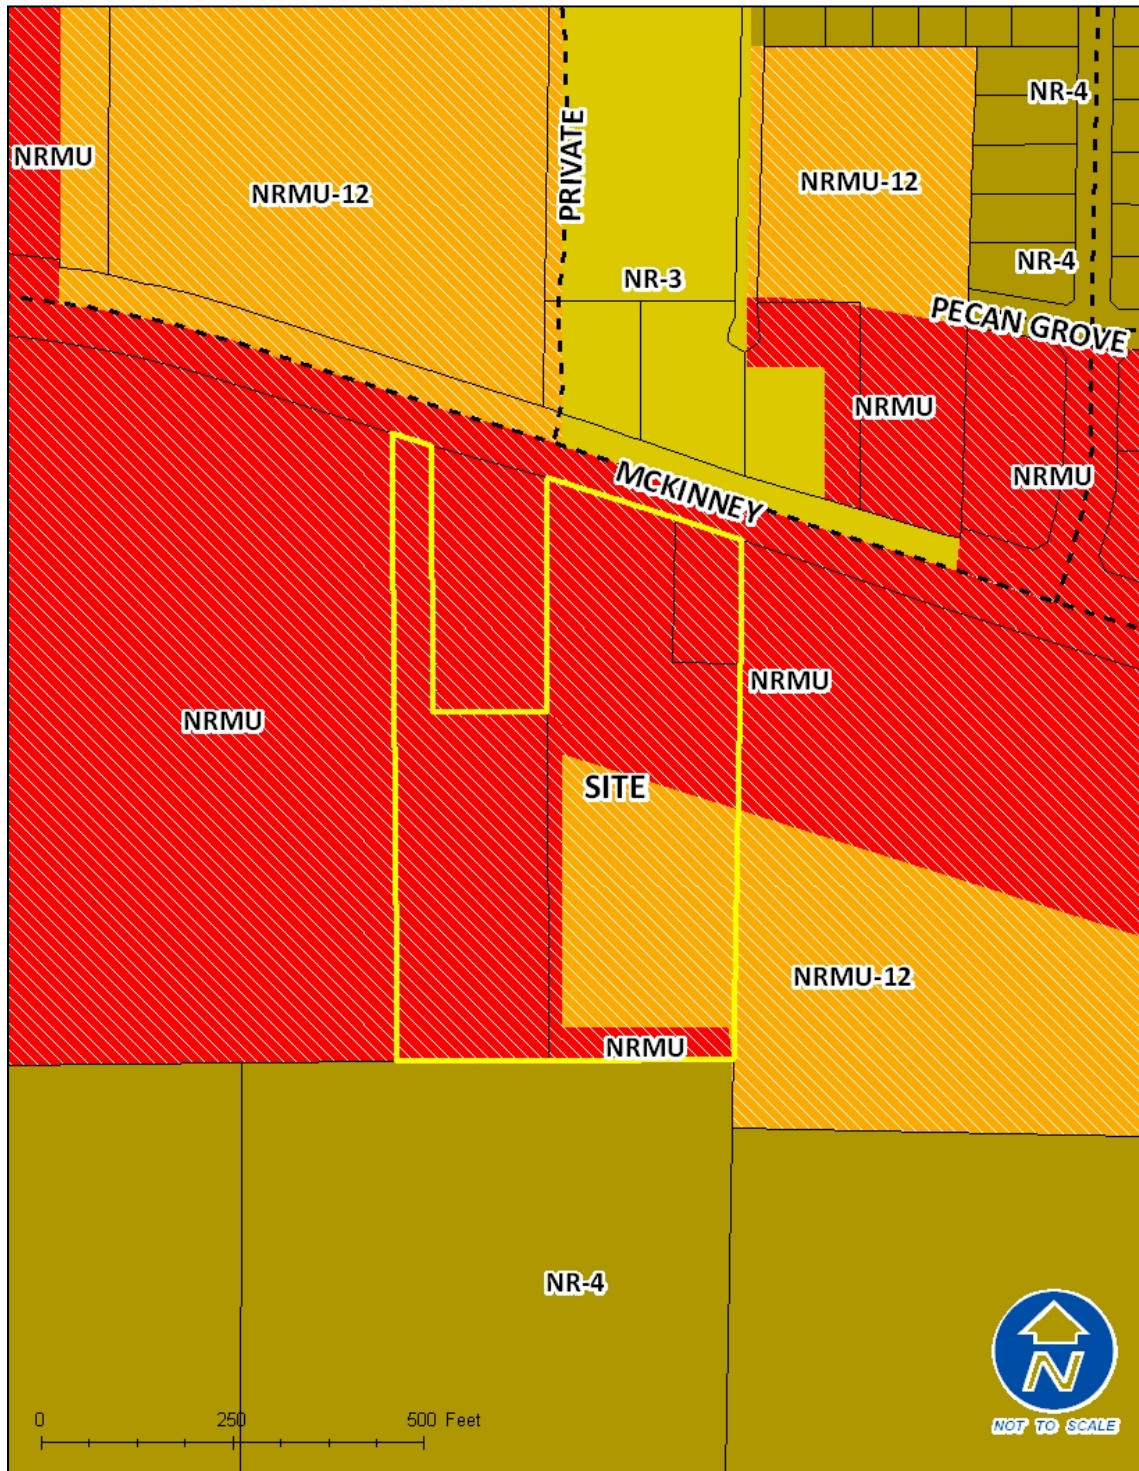 NR-4
NRMU
NRMU-12
PRIVATE
NRMU-12
NR-4
NR-3
PECAN GROVE
NRMU
NRMU
MCKINNEY
NRMU
NRMU
SITE
NRMU-12
NRMU
NR-4
N
0 250 500 Feet
NOT TO SCALE